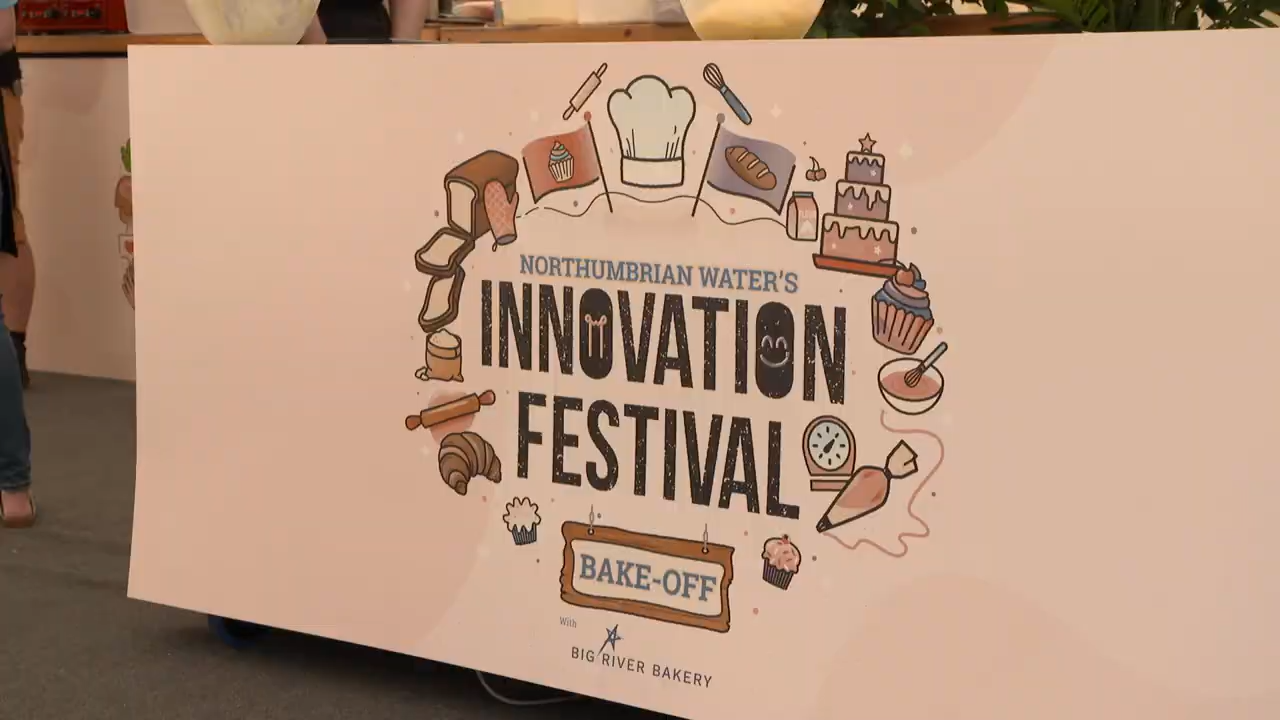 NORTHUMBRIAN WATER'S
INNOVATION
FESTIVAL
BAKE-OFF
With
BIG RIVER BAKERY